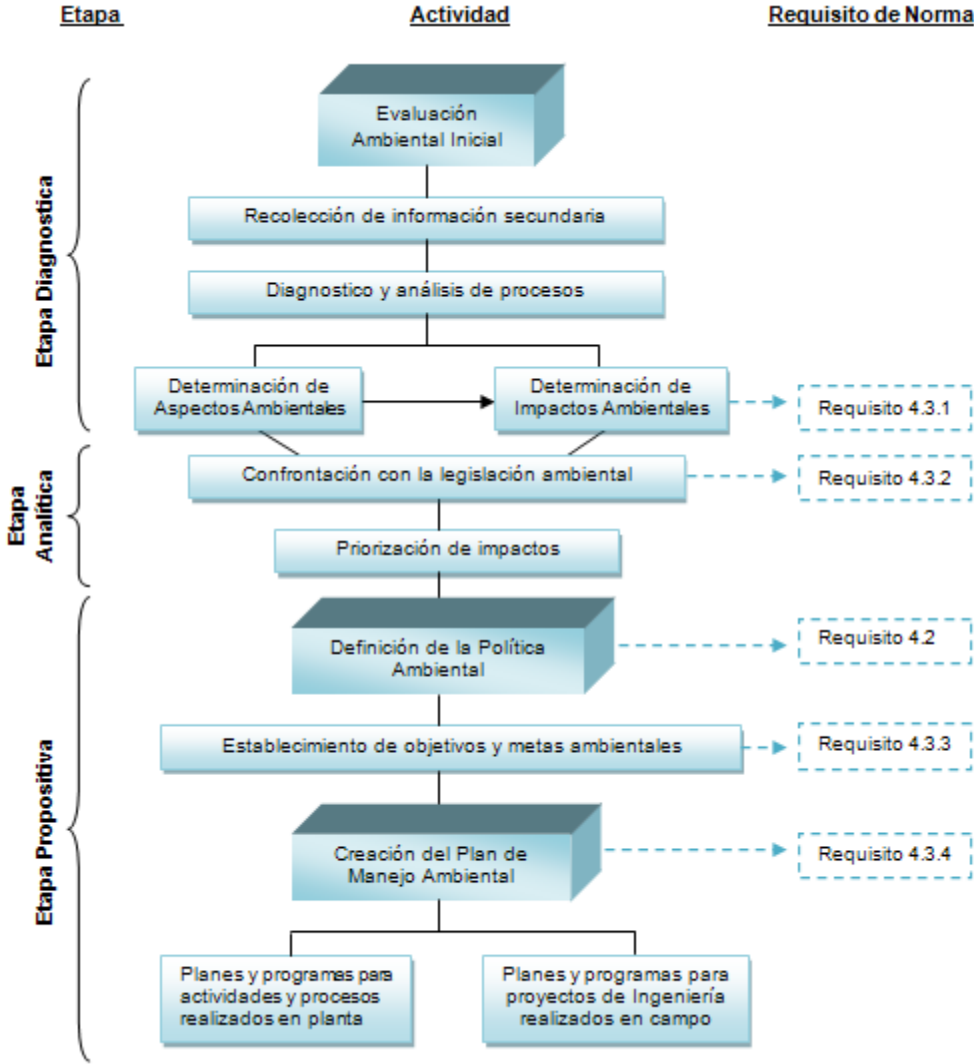 Etapa
Actividad
Requisito de Norma
Etapa Diagnostica
Evaluación
Ambiental Inicial
Recolección de información secundaria
Diagnostico y análisis de procesos
Determinación de
Aspectos Ambientales
Determinación de
Impactos Ambientales
Requisito 4.3.1
Etapa
Analítica
Confrontación con la legislación ambiental
Requisito 4.3.2
Priorización de impactos
Etapa Propositiva
Definición de la Política
Ambiental
Requisito 4.2
Establecimiento de objetivos y metas ambientales
Requisito 4.3.3
Creación del Plan de
Manejo Ambiental
Requisito 4.3.4
Planes y programas para
actividades y procesos
realizados en planta
Planes y programas para
proyectos de Ingeniería
realizados en campo